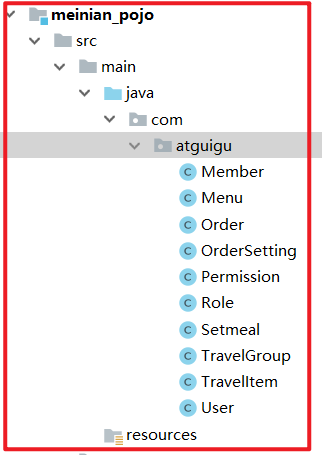 meinian_pojo
src
main
java
com
atguigu
Member
Menu
Order
OrderSetting
Permission
Role
Setmeal
TravelGroup
TravelItem
User
resources